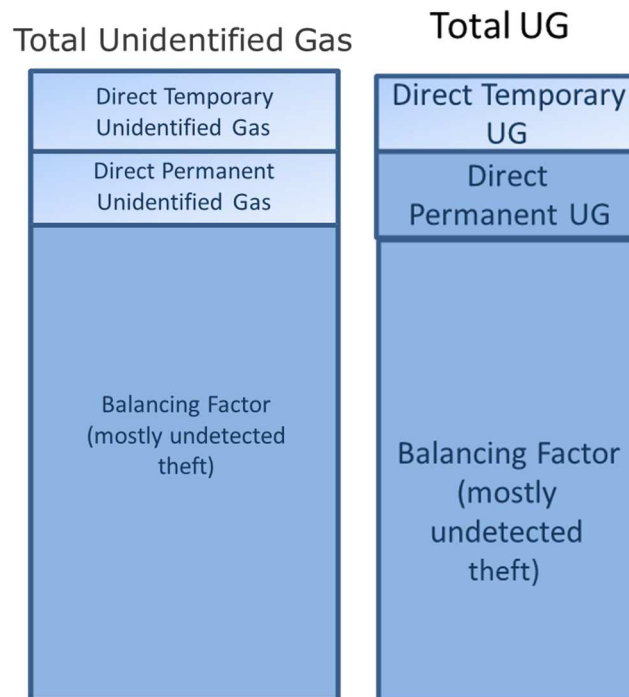 Total Unidentified Gas
Direct Temporary
Unidentified Gas
Direct Permanent
Unidentified Gas
Balancing Factor
(mostly undetected
theft)
Total UG
Direct Temporary
UG
Direct
Permanent UG
Balancing Factor
(mostly
undetected
theft)